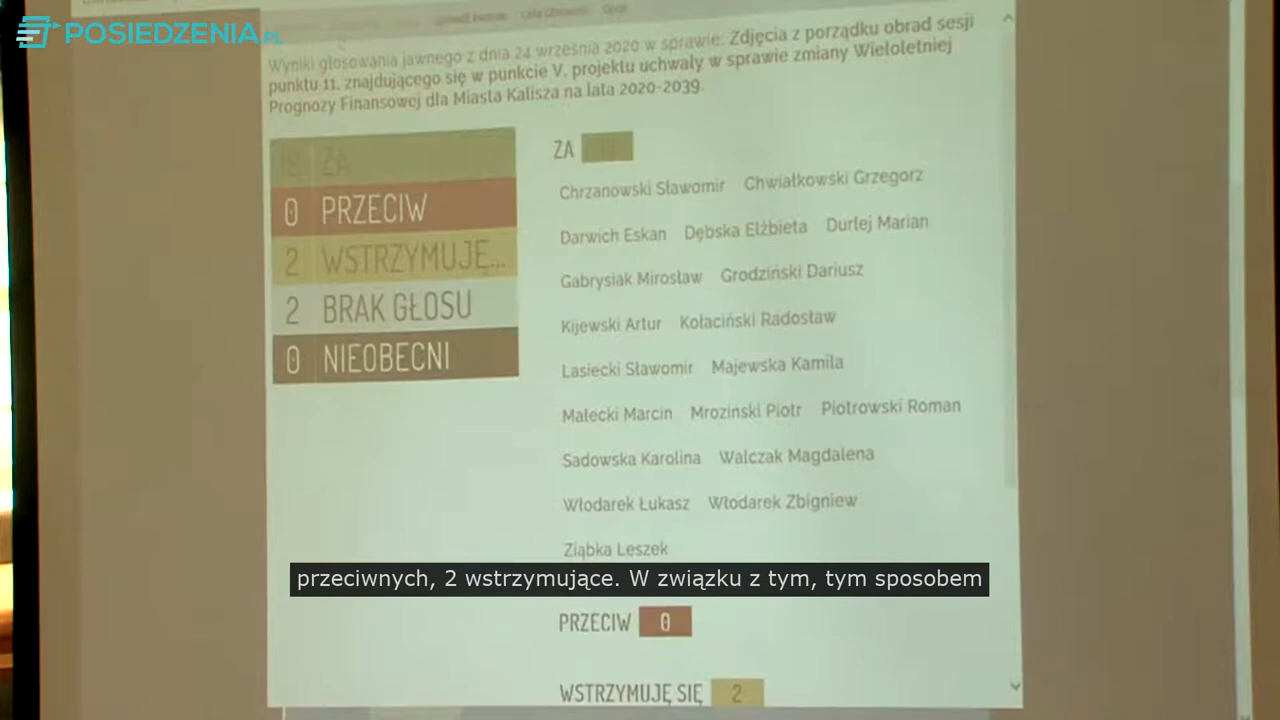 POSIEDZENIA.PL
Wyniki głosowania jawnego z dnia 24 września 2020 w sprawie: Zdjęcia z porządku obrad sesji
punktu 11, znajdującego się w punkcie V, projektu uchwały w sprawie zmiany Wieloletniej
Prognozy Finansowej dla Miasta Kalisza na lata 2020-2039.
ZA
0 PRZECIW
2 WSTRZYMUJĘ...
2 BRAK GŁOSU
0 NIEOBECNI
ZA
Chrzanowski Sławomir Chwiałkowski Grzegorz
Darwich Eskan Dębska Elżbieta Durlej Marian
Gabrysiak Mirosław Grodziński Dariusz
Kijewski Artur Kołaciński Radosław
Lasiecki Sławomir Majewska Kamila
Małecki Marcin Mroziński Piotr Piotrowski Roman
Sadowska Karolina Walczak Magdalena
Włodarek Łukasz Włodarek Zbigniew
Ziąbka Leszek
przeciwnych, 2 wstrzymujące. W związku z tym, tym sposobem
PRZECIW 0
WSTRZYMUJĘ SIĘ 2